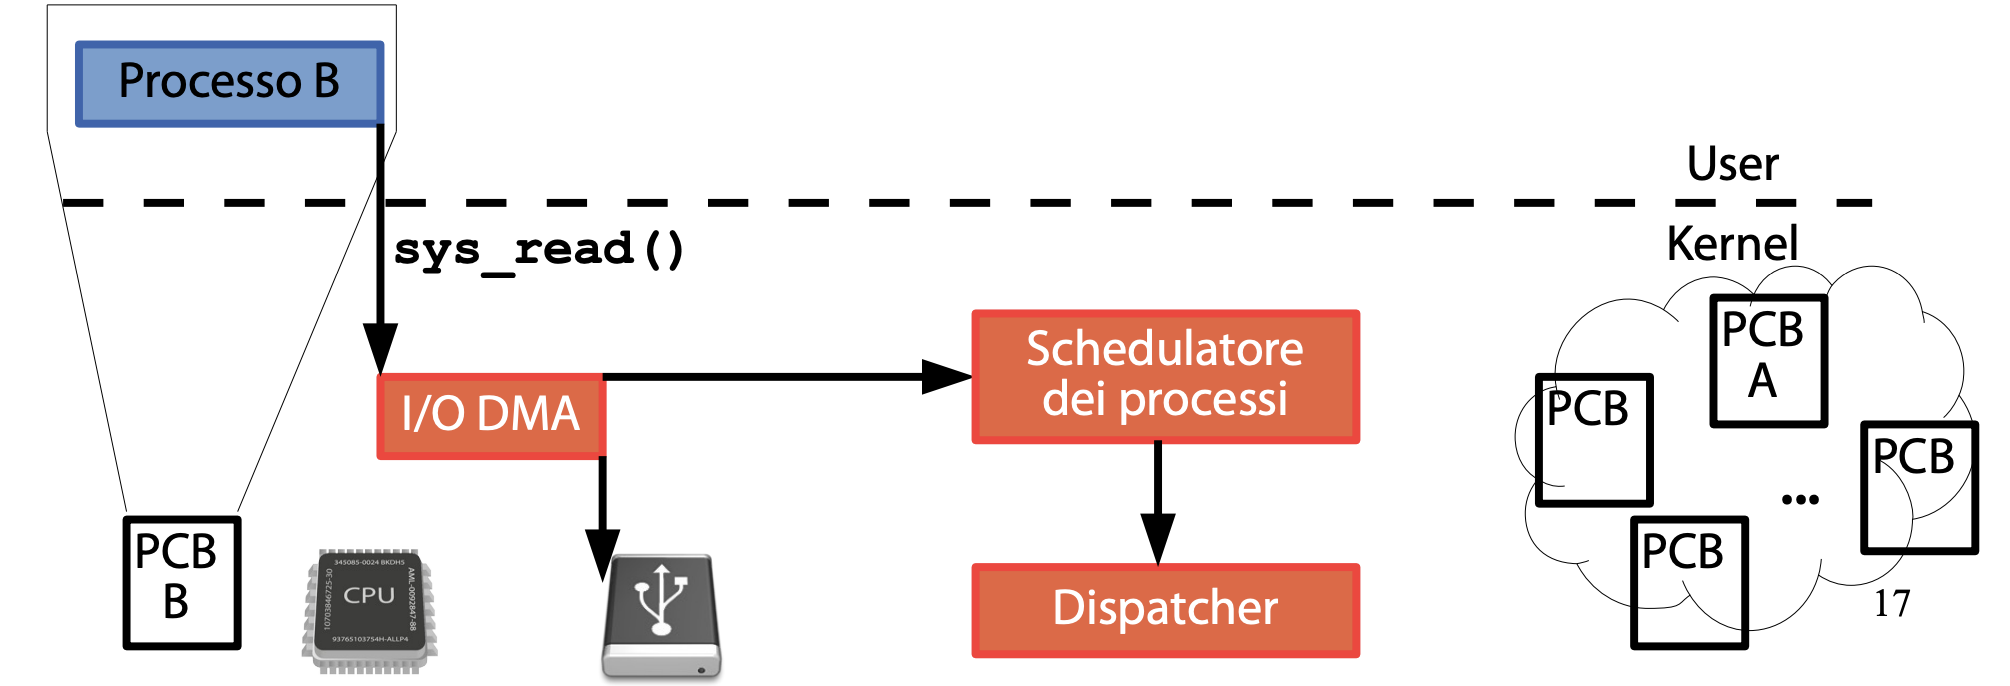 Processo B
User
sys_read()
Kernel
I/O DMA
Schedulatore
dei processi
PCB
A
PCB
PCB
...
PCB
PCB
B
345085-0024 BKDH5
CPU
10703846725-30
AML-0092847-88
93765103754H-ALLP4
Dispatcher
17